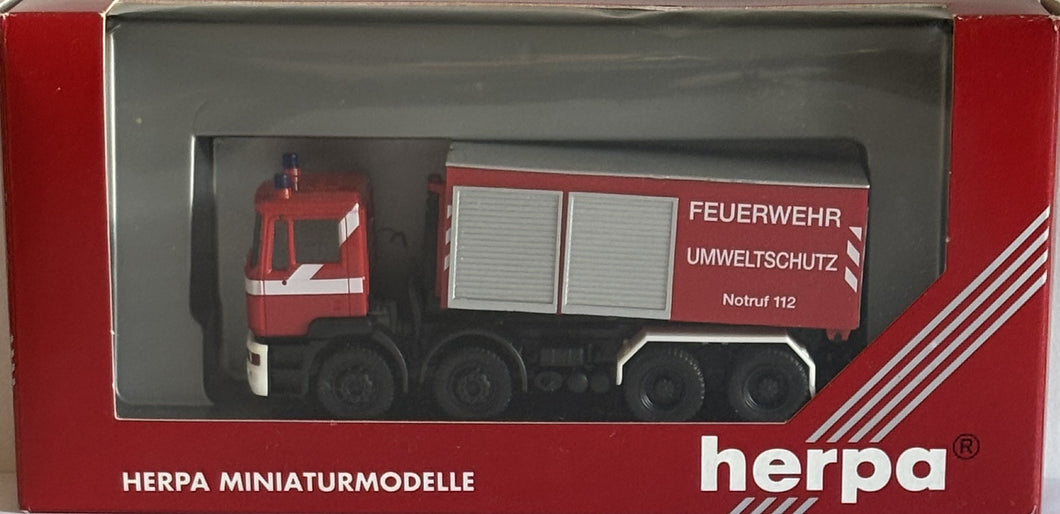 FEUERWEHR
UMWELTSCHUTZ
Notruf 112
HERPA MINIATURMODELLE
herpa®